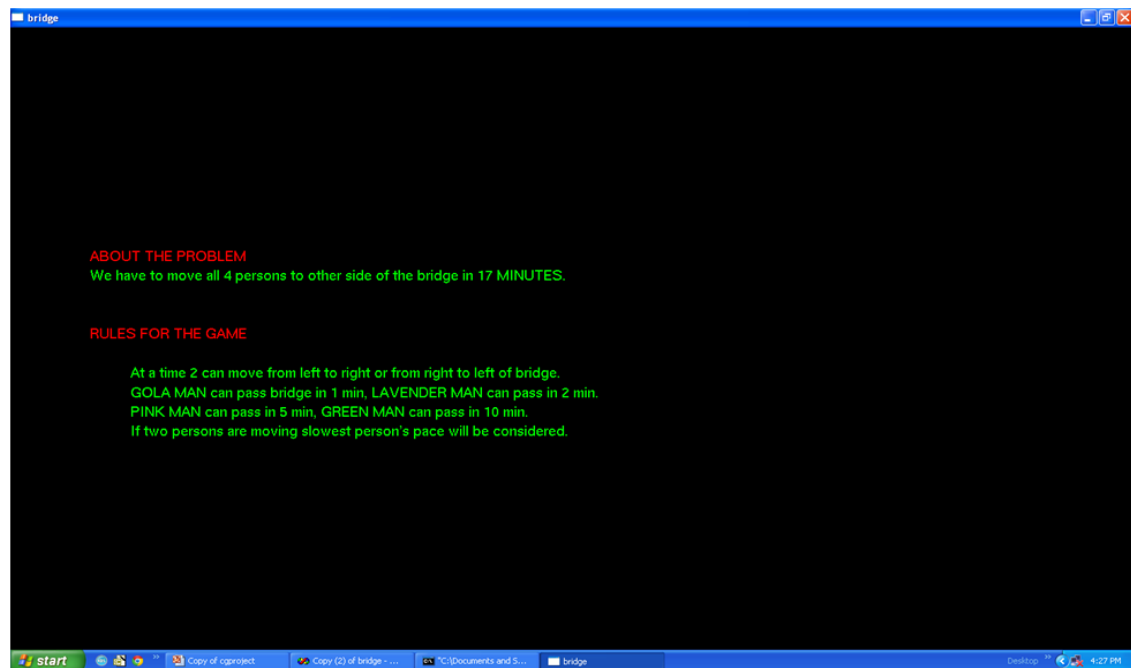 bridge
ABOUT THE PROBLEM
We have to move all 4 persons to other side of the bridge in 17 MINUTES.
RULES FOR THE GAME
At a time 2 can move from left to right or from right to left of bridge.
GOLA MAN can pass bridge in 1 min, LAVENDER MAN can pass in 2 min.
PINK MAN can pass in 5 min, GREEN MAN can pass in 10 min.
If two persons are moving slowest person's pace will be considered.
start » Copy of cgproject Copy (2) of bridge - ... "C:\Documents and S... bridge Desktop » 4:27 PM